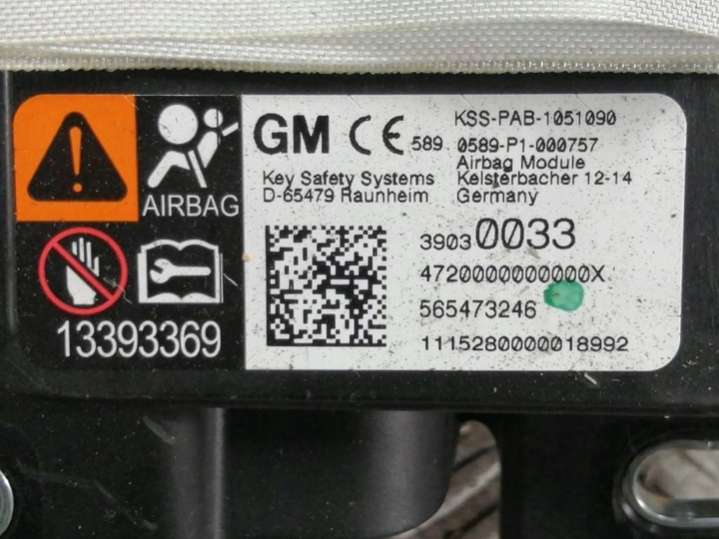 AIRBAG
13393369
GM CE 589
KSS-PAB-1051090
0589-P1-000757
Airbag Module
Key Safety Systems Kelsterbacher 12-14
D-65479 Raunheim Germany
3903 0033
4720000000000X
565473246
1115280000018992